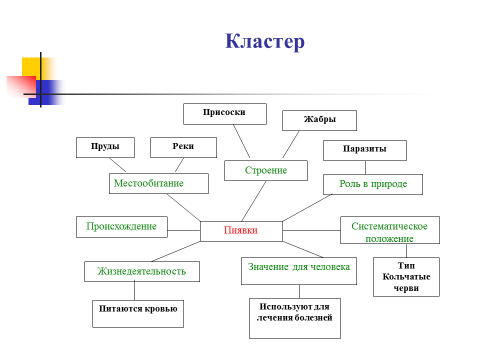 Кластер
Присоски
Жабры
Пруды
Реки
Паразиты
Строение
Местообитание
Роль в природе
Происхождение
Пиявки
Систематическое
положение
Жизнедеятельность
Значение для человека
Тип
Кольчатые
черви
Питаются кровью
Используют для
лечения болезней